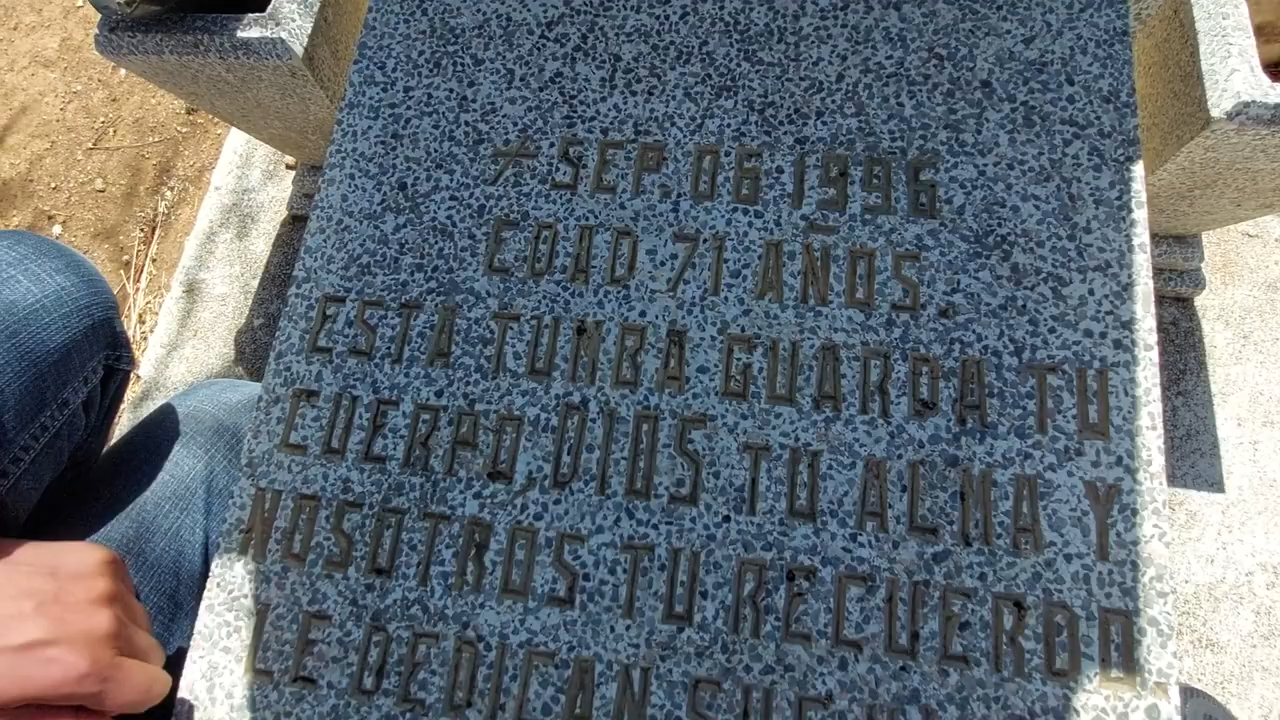 + SEP. 06 1996
EDAD 71 AÑOS.
ESTA TUMBA GUARDA TU
CUERPO, DIOS TU ALMA Y
NOSOTROS TU RECUERDO
LE DEDICAN